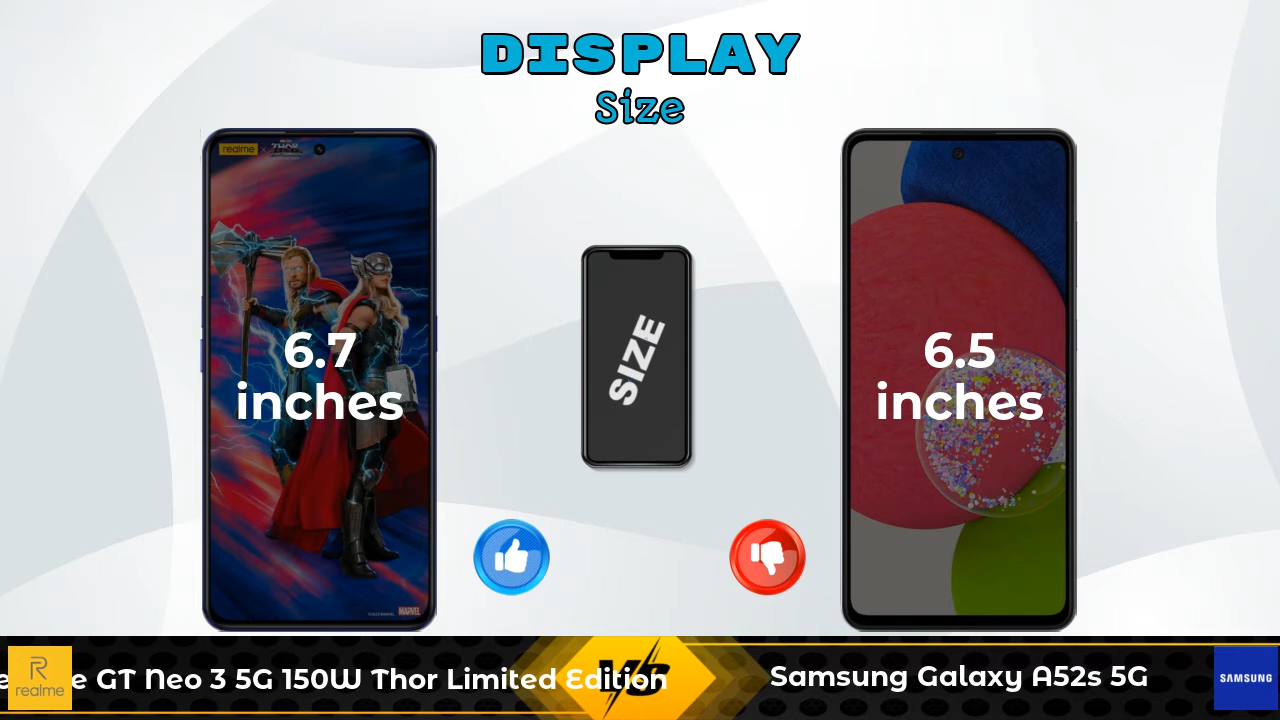 DISPLAY
Size
realme
THOR
6.7
inches
SIZE
6.5
inches
MARVEL
realme
e GT Neo 3 5G 150W Thor Limited Edition
VS
Samsung Galaxy A52s 5G
SAMSUNG